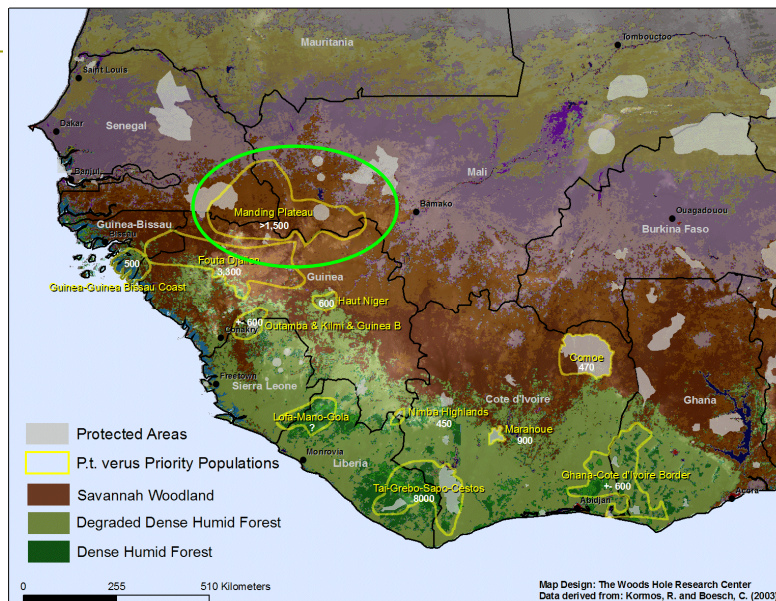 Mauritania
Tombouctoo
Saint Louis
Dakar
Senegal
Banjul
Mali
Manding Plateau
>1,500
Bamako
Ouagadouou
Burkina Faso
Guinea-Bissau
Bissau
Fouta Djallon
3,300
500
Guinea
Guinea-Guinea Bissau Coast
600
Haut Niger
+- 600
Outamba & Kilmi & Guinea B
Conakry
Comoe
470
Freetown
Sierra Leone
Cote d'Ivoire
Ghana
Lofa-Mano-Gola
?
Nimba Highlands
450
Marahoue
900
Monrovia
Liberia
Tai-Grebo-Sapo-Cestos
8000
Ghana-Cote d'Ivoire Border
+- 600
Abidjan
Accra
Protected Areas
P.t. verus Priority Populations
Savannah Woodland
Degraded Dense Humid Forest
Dense Humid Forest
0 255 510 Kilometers
Map Design: The Woods Hole Research Center
Data derived from: Kormos, R. and Boesch, C. (2003)